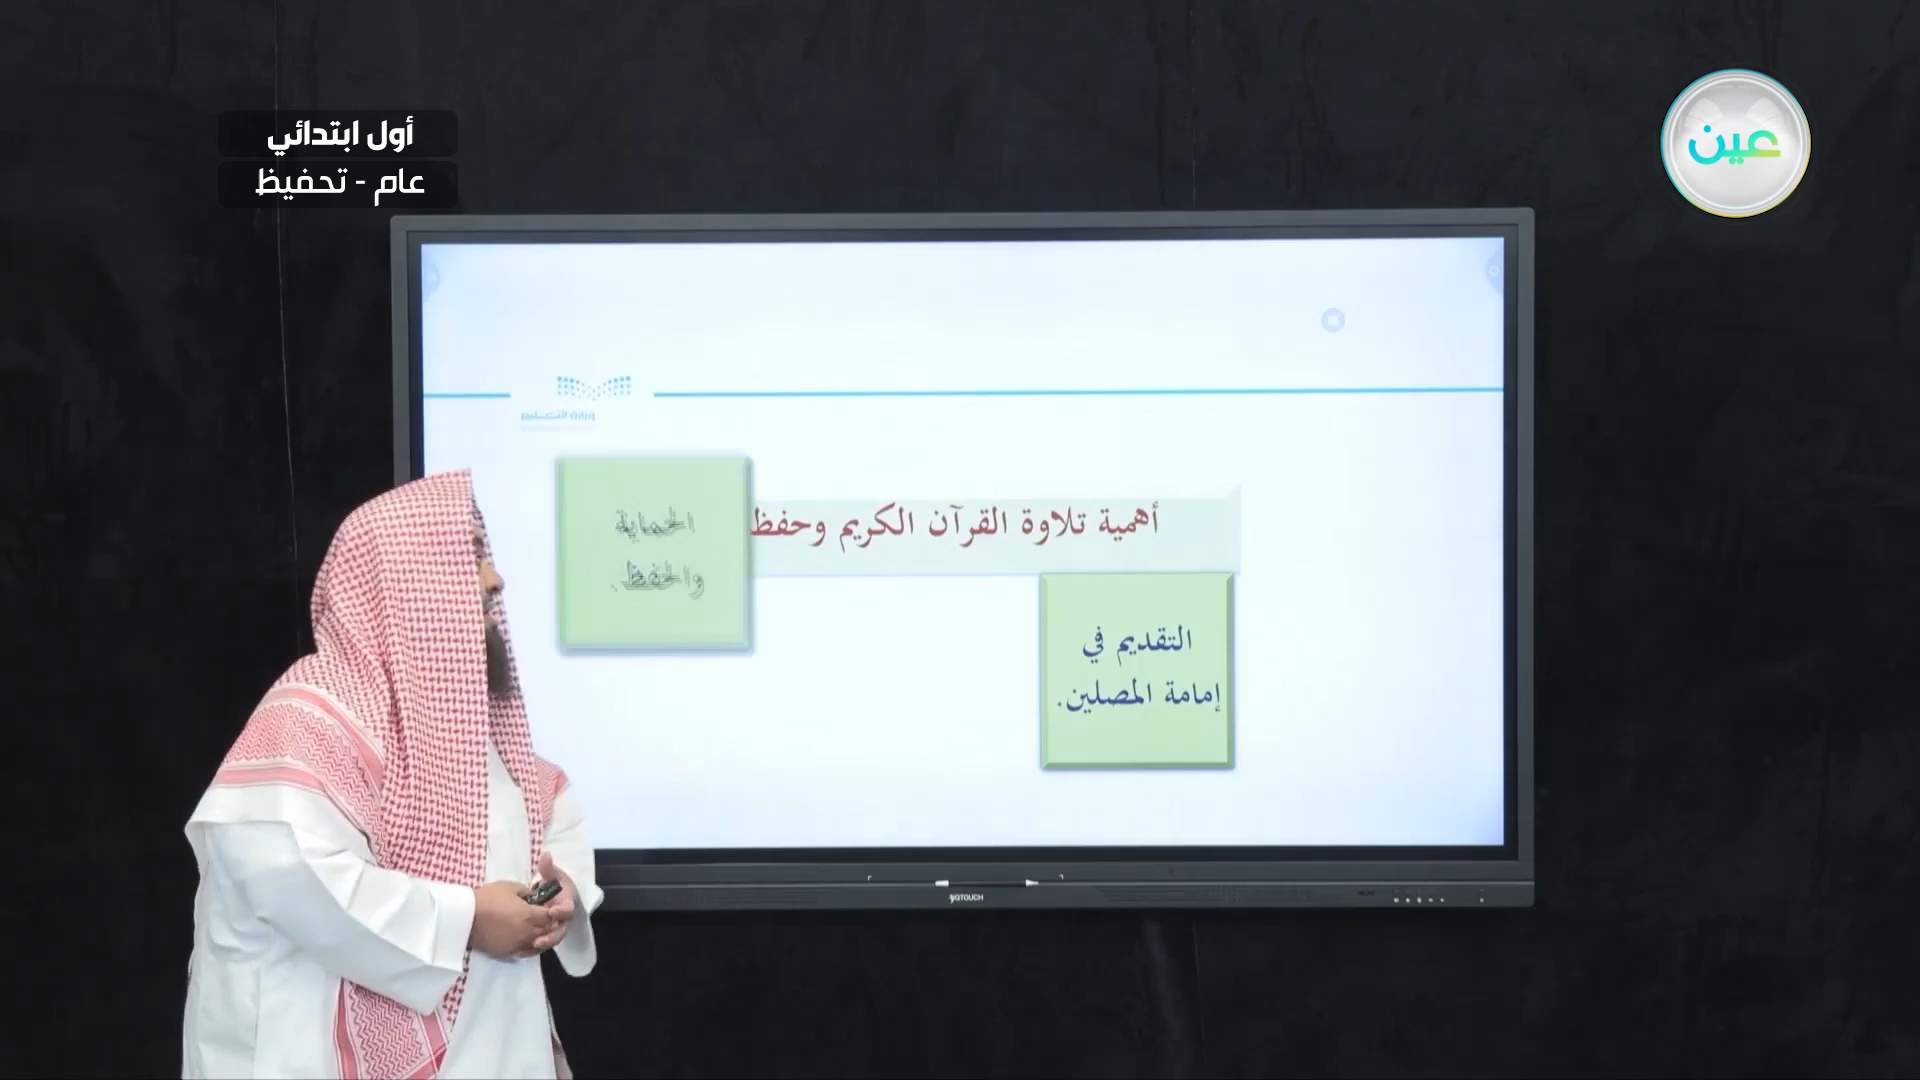 أول ابتدائي
عام - تحفيظ
عين
وزارة التعليم
أهمية تلاوة القرآن الكريم وحفظ
الحماية
والحفظ.
التقديم في
إمامة المصلين.